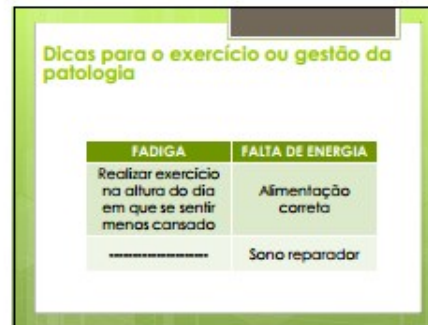 Dicas para o exercício ou gestão da
patologia
FADIGA
FALTA DE ENERGIA
Realizar exercício
na altura do dia
em que se sentir
menos cansado
Alimentação
correta
----------------------
Sono reparador